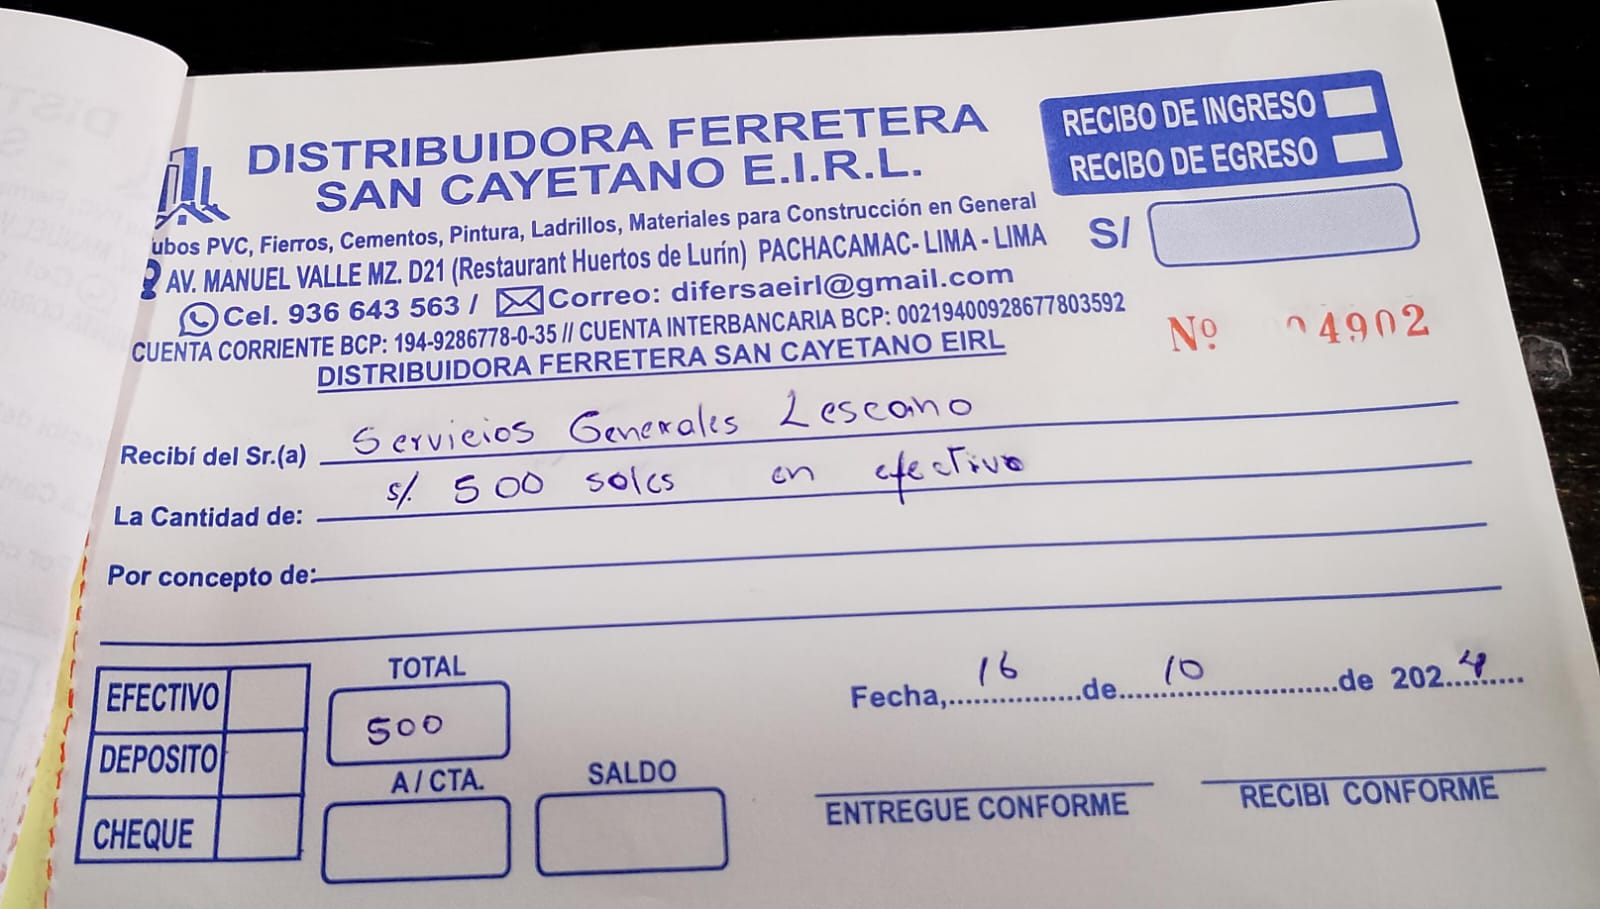 DISTRIBUIDORA FERRETERA
SAN CAYETANO E.I.R.L.
ubos PVC, Fierros, Cementos, Pintura, Ladrillos, Materiales para Construcción en General
AV. MANUEL VALLE MZ. D21 (Restaurant Huertos de Lurín) PACHACAMAC- LIMA - LIMA
Cel. 936 643 563 / Correo: difersaeirl@gmail.com
CUENTA CORRIENTE BCP: 194-9286778-0-35 // CUENTA INTERBANCARIA BCP: 00219400928677803592
DISTRIBUIDORA FERRETERA SAN CAYETANO EIRL
RECIBO DE INGRESO
RECIBO DE EGRESO
S/
Nº 04902
Recibí del Sr.(a) Servicios Generales Lescano
La Cantidad de: s/. 500 soles en efectivo
Por concepto de:
EFECTIVO
DEPOSITO
CHEQUE
TOTAL
500
A / CTA.
SALDO
Fecha, 16 de 10 de 2024
ENTREGUE CONFORME
RECIBI CONFORME